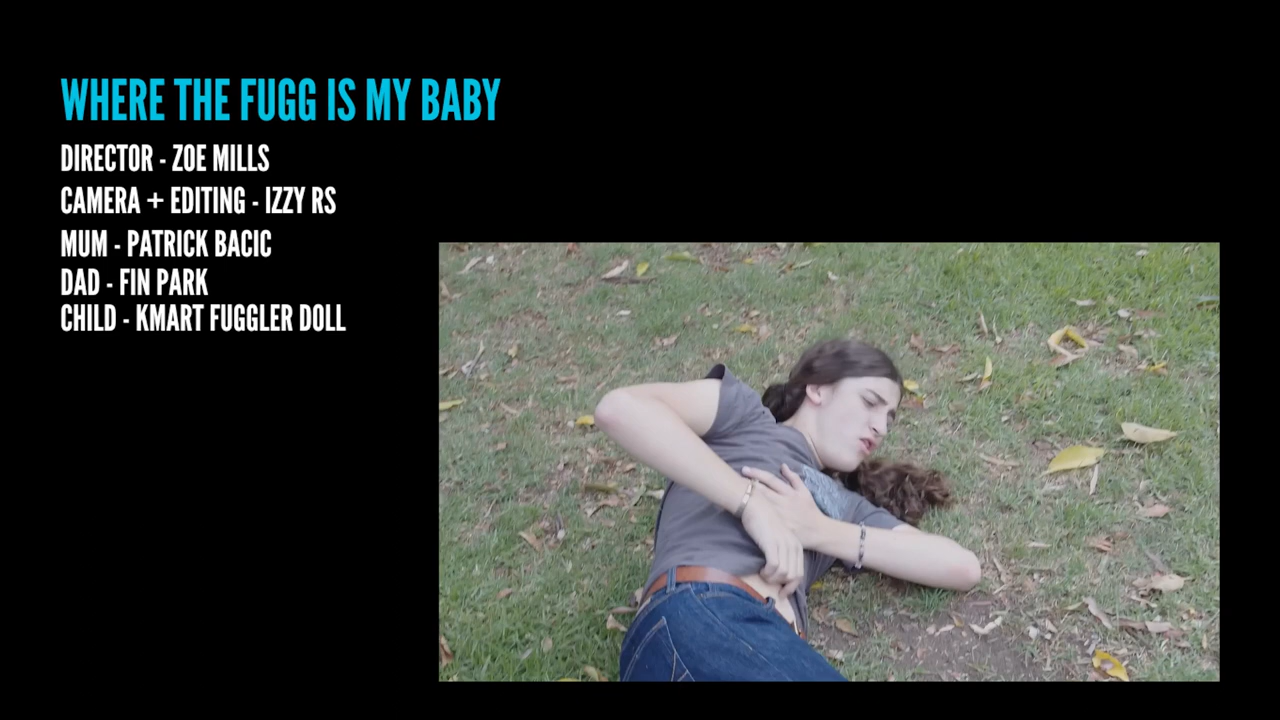 WHERE THE FUGG IS MY BABY
DIRECTOR - ZOE MILLS
CAMERA + EDITING - IZZY RS
MUM - PATRICK BACIC
DAD - FIN PARK
CHILD - KMART FUGGLER DOLL